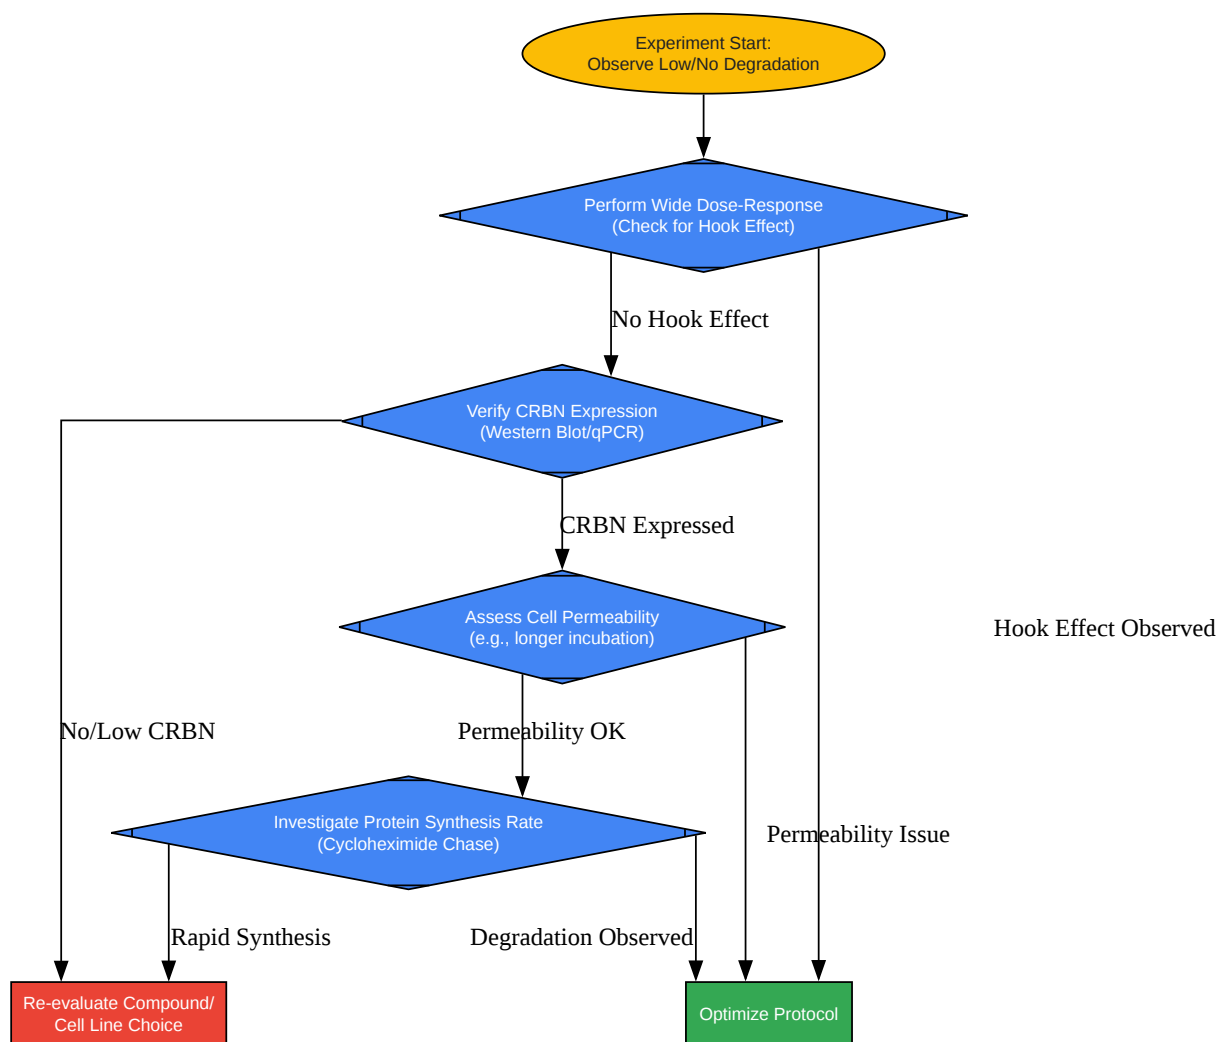 Experiment Start:
Observe Low/No Degradation
Perform Wide Dose-Response
(Check for Hook Effect)
No Hook Effect
Verify CRBN Expression
(Western Blot/qPCR)
CRBN Expressed
Assess Cell Permeability
(e.g., longer incubation)
Hook Effect Observed
No/Low CRBN
Permeability OK
Investigate Protein Synthesis Rate
(Cycloheximide Chase)
Permeability Issue
Rapid Synthesis
Degradation Observed
Re-evaluate Compound/
Cell Line Choice
Optimize Protocol